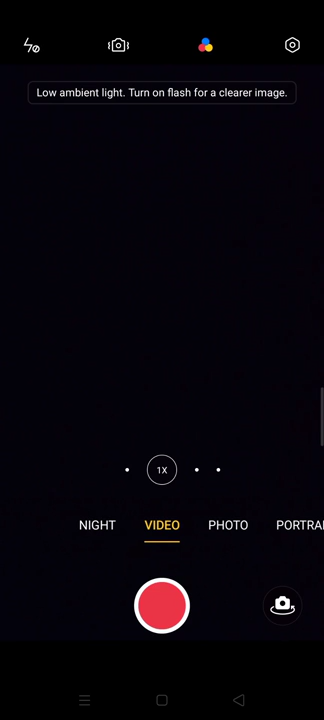 Low ambient light. Turn on flash for a clearer image.
1X
NIGHT VIDEO PHOTO PORTRAI